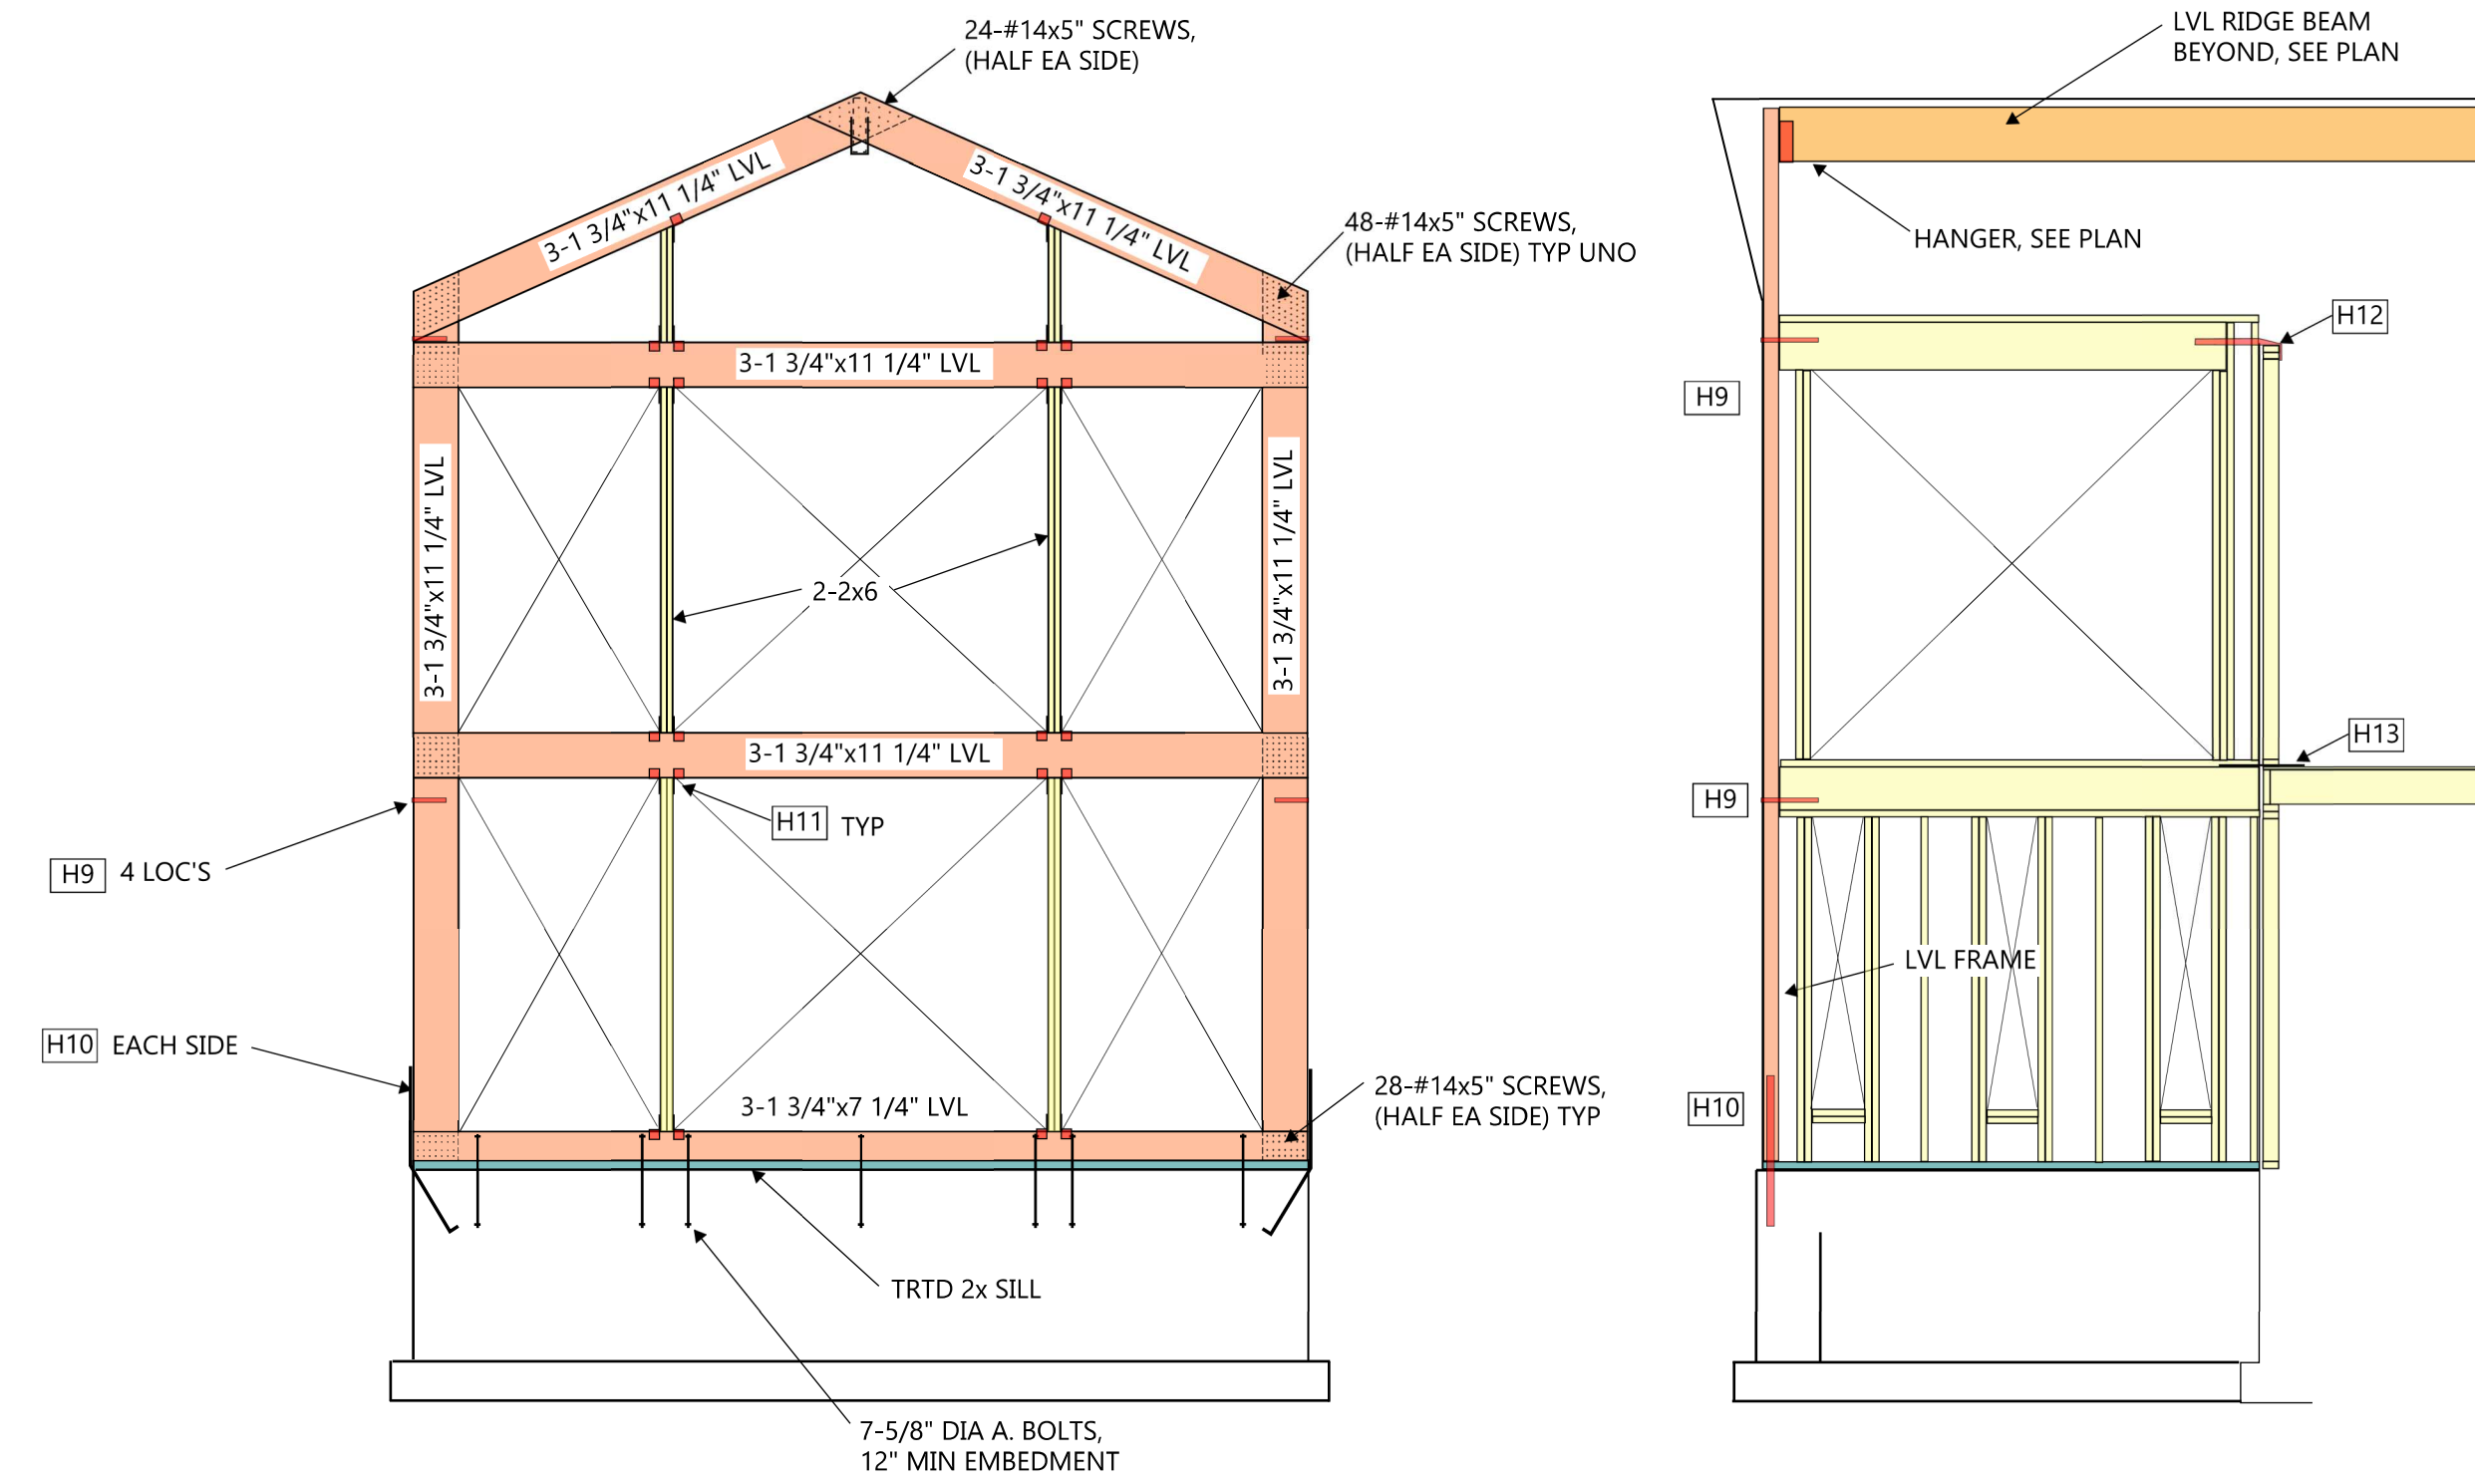 24-#14x5" SCREWS,
(HALF EA SIDE)
3-1 3/4"x11 1/4" LVL
3-1 3/4"x11 1/4" LVL
48-#14x5" SCREWS,
(HALF EA SIDE) TYP UNO
3-1 3/4"x11 1/4" LVL
3-1 3/4"x11 1/4" LVL
3-1 3/4"x11 1/4" LVL
2-2x6
3-1 3/4"x11 1/4" LVL
H11 TYP
H9 4 LOC'S
H10 EACH SIDE
3-1 3/4"x7 1/4" LVL
28-#14x5" SCREWS,
(HALF EA SIDE) TYP
TRTD 2x SILL
7-5/8" DIA A. BOLTS,
12" MIN EMBEDMENT
LVL RIDGE BEAM
BEYOND, SEE PLAN
HANGER, SEE PLAN
H12
H9
H13
H9
LVL FRAME
H10